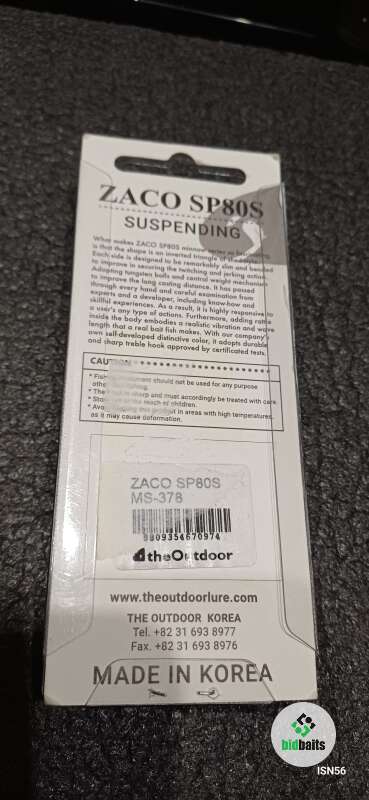 ZACO SP80S
SUSPENDING
What makes ZACO SP80S minnow series so
is that the shape is an inverted triangle of
Each side is designed to be remarkably slim and
to improve in securing the twitching and jerking action.
Adopting tungsten balls and central weight mechanism
to improve the long casting distance. It has passed
through every hand and careful examination from
experts and a developer, including know-how and
skillful experiences. As a result, it is highly responsive to
a user's any type of actions. Furthermore, adding rattle
inside the body embodies a realistic vibration and wave
length that a real bait fish makes. With our company's
own self-developed distinctive color, it adopts durable
and sharp treble hook approved by certificated tests.
CAUTION
should not be used for any purpose
* The sharp and must accordingly be treated with care
* reach of children.
* product in areas with high temperatures,
as it may cause deformation.
ZACO SP80S
MS-378
8809354670974
theOutdoor
www.theoutdoorlure.com
THE OUTDOOR KOREA
Tel. +82 31 693 8977
Fax. +82 31 693 8976
MADE IN KOREA
bidbaits
ISN56